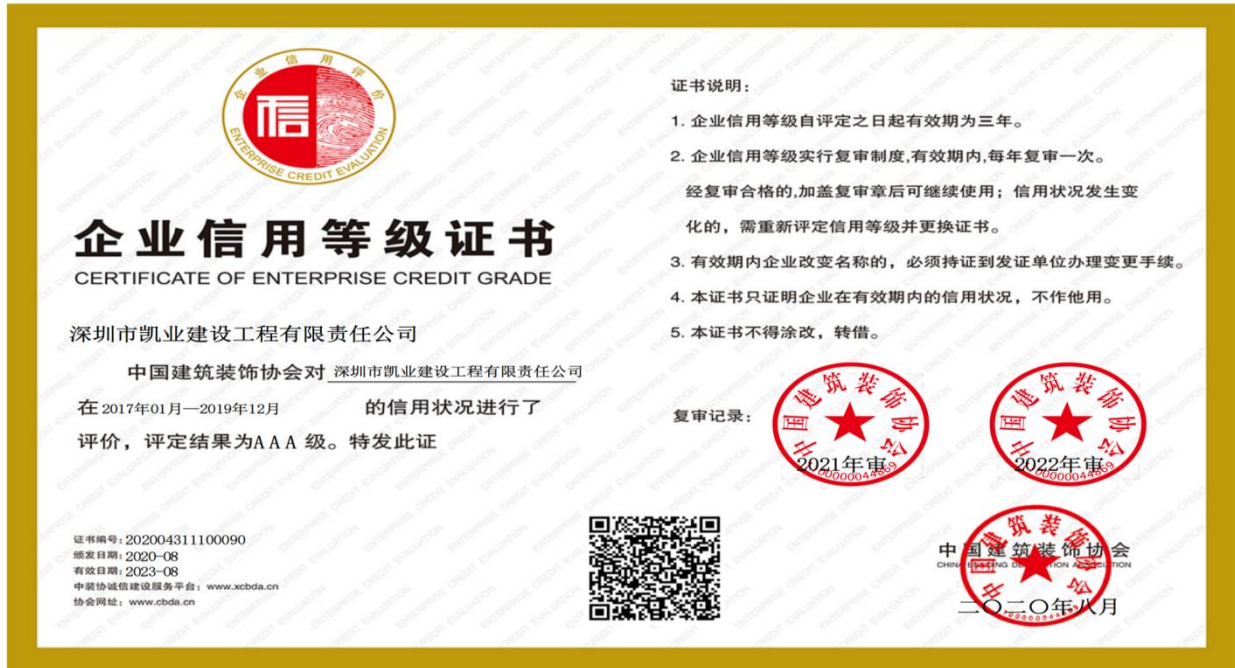 企业信用评价
信
ENTERPRISE CREDIT EVALUATION
企业信用等级证书
CERTIFICATE OF ENTERPRISE CREDIT GRADE
深圳市凯业建设工程有限责任公司
中国建筑装饰协会对 深圳市凯业建设工程有限责任公司
在 2017年01月—2019年12月 的信用状况进行了
评价，评定结果为AAA 级。特发此证
证书编号: 202004311100090
颁发日期: 2020-08
有效日期: 2023-08
中装协诚信建设服务平台: www.xcbda.cn
协会网址: www.cbda.cn
证书说明:
1. 企业信用等级自评定之日起有效期为三年。
2. 企业信用等级实行复审制度,有效期内,每年复审一次。
经复审合格的,加盖复审章后可继续使用；信用状况发生变
化的，需重新评定信用等级并更换证书。
3. 有效期内企业改变名称的，必须持证到发证单位办理变更手续。
4. 本证书只证明企业在有效期内的信用状况，不作他用。
5. 本证书不得涂改，转借。
复审记录:
中国建筑装饰协会
2021年审
中国建筑装饰协会
2022年审
中国建筑装饰协会
中国建筑装饰协会
二〇二〇年八月